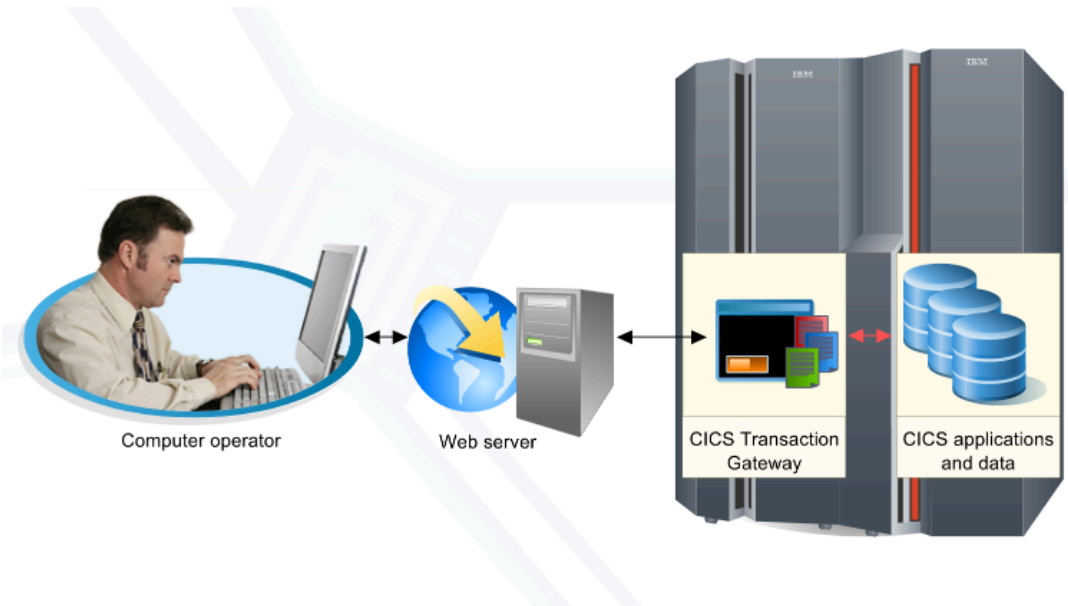 IBM
IBM
Computer operator
Web server
CICS Transaction
Gateway
CICS applications
and data